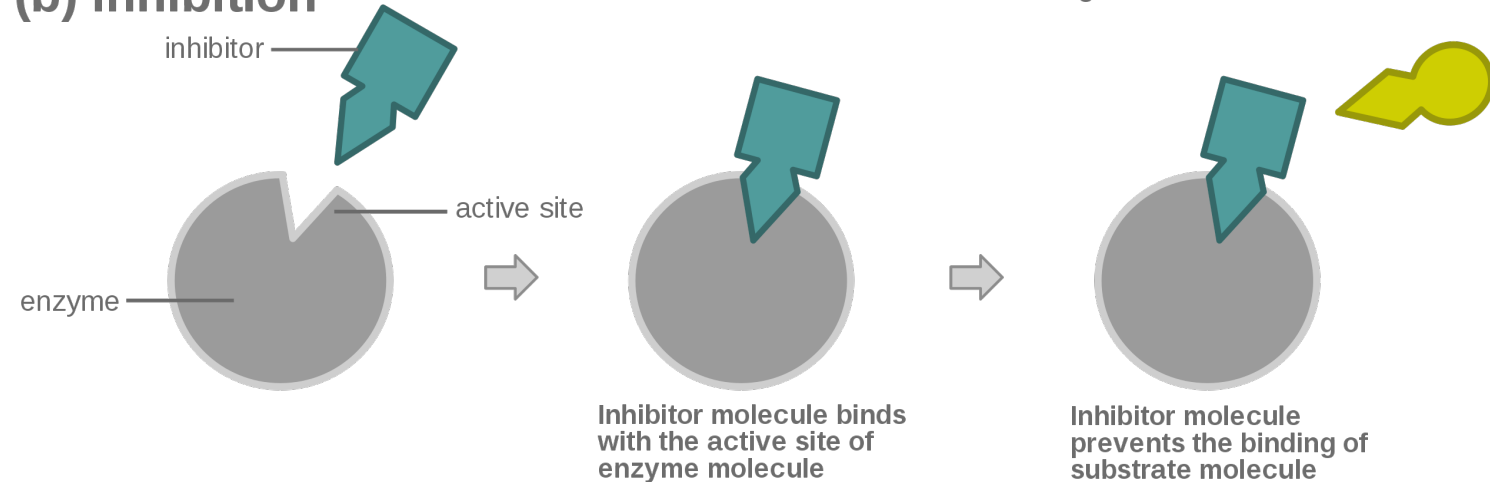 (b) Inhibition
inhibitor
active site
enzyme
Inhibitor molecule binds
with the active site of
enzyme molecule
Inhibitor molecule
prevents the binding of
substrate molecule